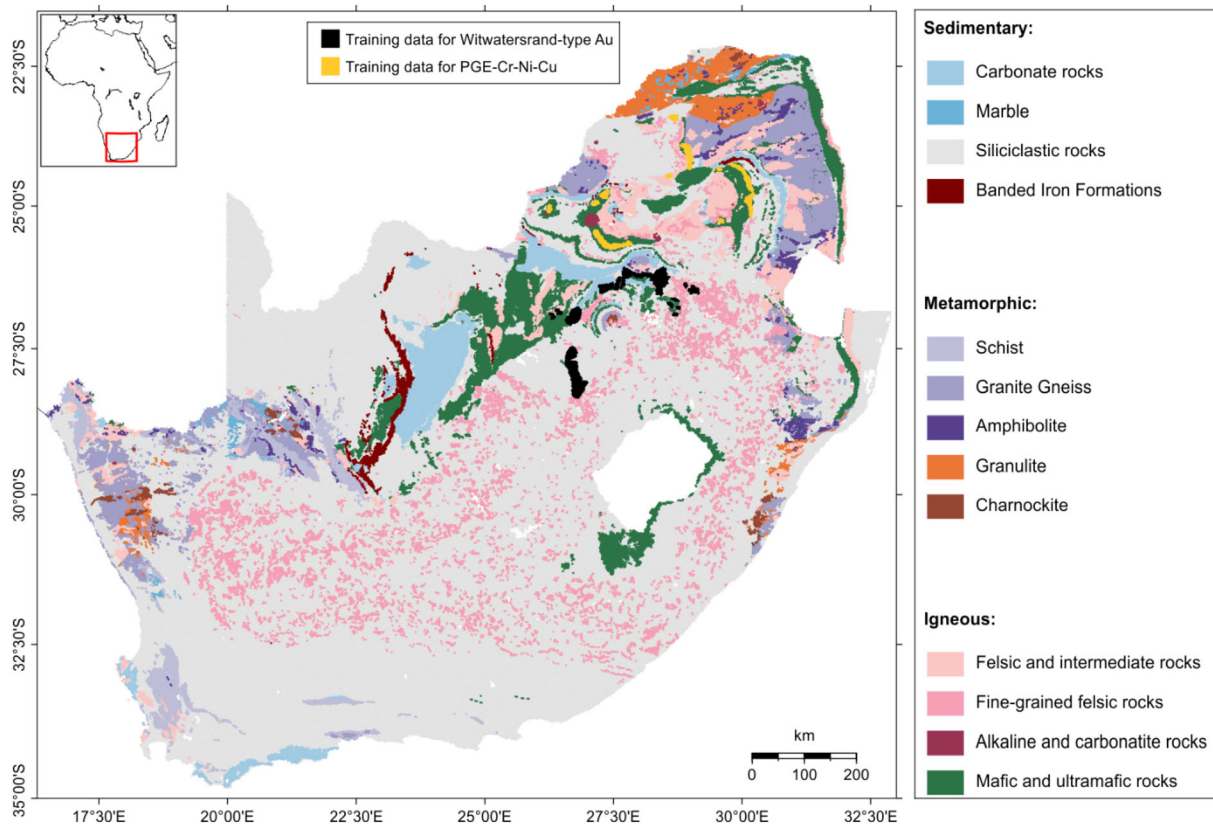 Training data for Witwatersrand-type Au
Training data for PGE-Cr-Ni-Cu
22°30'S
25°00'S
27°30'S
30°00'S
32°30'S
35°00'S
17°30'E
20°00'E
22°30'E
25°00'E
27°30'E
30°00'E
32°30'E
km
0 100 200
Sedimentary:
Carbonate rocks
Marble
Siliciclastic rocks
Banded Iron Formations
Metamorphic:
Schist
Granite Gneiss
Amphibolite
Granulite
Charnockite
Igneous:
Felsic and intermediate rocks
Fine-grained felsic rocks
Alkaline and carbonatite rocks
Mafic and ultramafic rocks